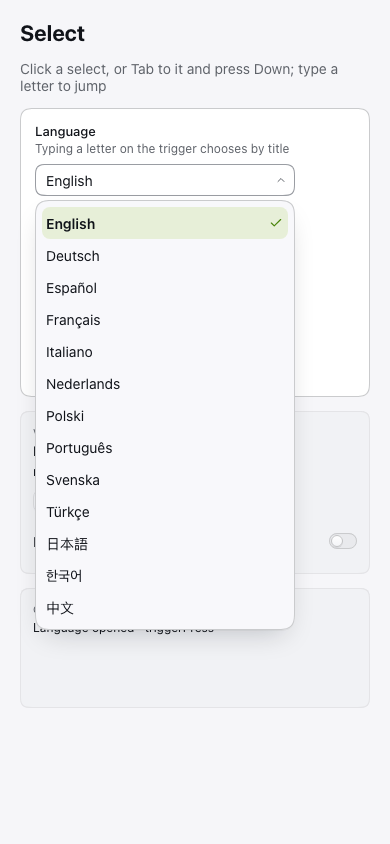 Select
Click a select, or Tab to it and press Down; type a
letter to jump
Language
Typing a letter on the trigger chooses by title
English
English
Deutsch
Español
Français
Italiano
Nederlands
Polski
Português
Svenska
Türkçe
日本語
한국어
中文